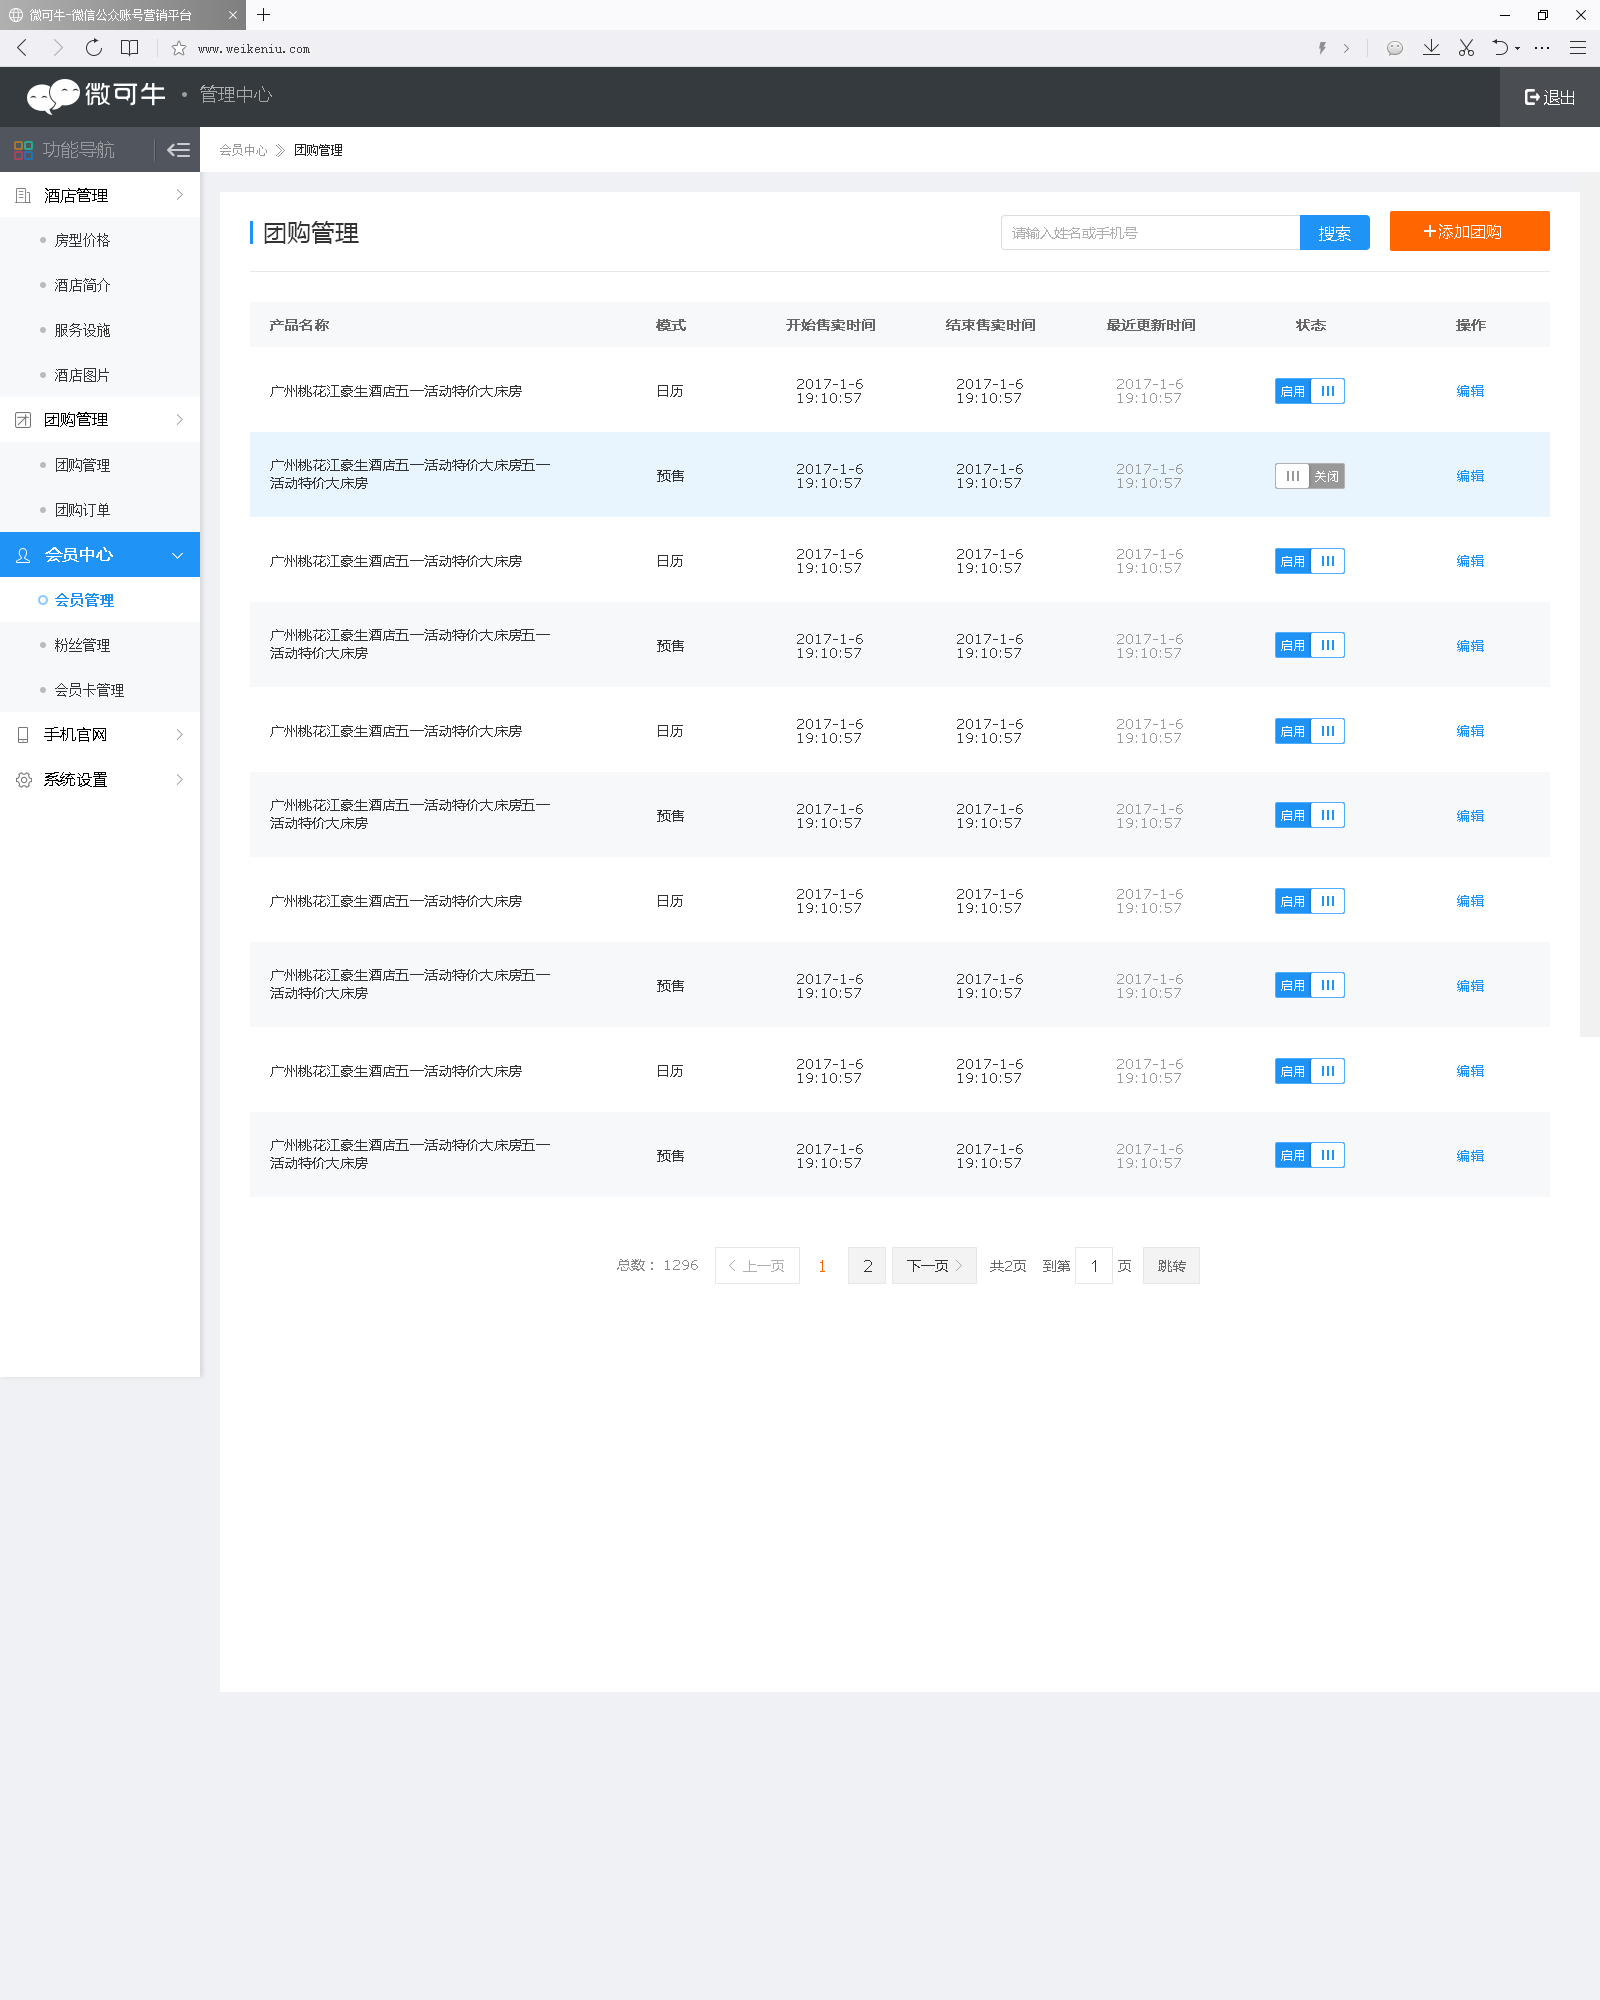 微可牛-微信公众账号营销平台
www.weikeniu.com
微可牛 · 管理中心
退出
功能导航
会员中心 团购管理
酒店管理
房型价格
酒店简介
服务设施
酒店图片
团购管理
团购管理
团购订单
会员中心
会员管理
粉丝管理
会员卡管理
手机官网
系统设置
团购管理
请输入姓名或手机号
搜索
+添加团购
产品名称 模式 开始售卖时间 结束售卖时间 最近更新时间 状态 操作
广州桃花江豪生酒店五一活动特价大床房 日历 2017-1-6 2017-1-6 2017-1-6 启用 编辑
19:10:57 19:10:57 19:10:57
广州桃花江豪生酒店五一活动特价大床房五一 预售 2017-1-6 2017-1-6 2017-1-6 关闭 编辑
活动特价大床房 19:10:57 19:10:57 19:10:57
广州桃花江豪生酒店五一活动特价大床房 日历 2017-1-6 2017-1-6 2017-1-6 启用 编辑
19:10:57 19:10:57 19:10:57
广州桃花江豪生酒店五一活动特价大床房五一 预售 2017-1-6 2017-1-6 2017-1-6 启用 编辑
活动特价大床房 19:10:57 19:10:57 19:10:57
广州桃花江豪生酒店五一活动特价大床房 日历 2017-1-6 2017-1-6 2017-1-6 启用 编辑
19:10:57 19:10:57 19:10:57
广州桃花江豪生酒店五一活动特价大床房五一 预售 2017-1-6 2017-1-6 2017-1-6 启用 编辑
活动特价大床房 19:10:57 19:10:57 19:10:57
广州桃花江豪生酒店五一活动特价大床房 日历 2017-1-6 2017-1-6 2017-1-6 启用 编辑
19:10:57 19:10:57 19:10:57
广州桃花江豪生酒店五一活动特价大床房五一 预售 2017-1-6 2017-1-6 2017-1-6 启用 编辑
活动特价大床房 19:10:57 19:10:57 19:10:57
广州桃花江豪生酒店五一活动特价大床房 日历 2017-1-6 2017-1-6 2017-1-6 启用 编辑
19:10:57 19:10:57 19:10:57
广州桃花江豪生酒店五一活动特价大床房五一 预售 2017-1-6 2017-1-6 2017-1-6 启用 编辑
活动特价大床房 19:10:57 19:10:57 19:10:57
总数： 1296 上一页 1 2 下一页 共2页 到第 1 页 跳转